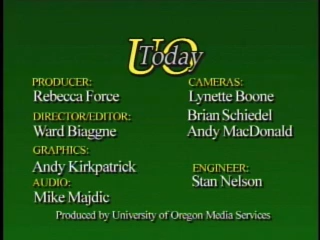 UO Today
PRODUCER:
Rebecca Force
DIRECTOR/EDITOR:
Ward Biaggne
GRAPHICS:
Andy Kirkpatrick
AUDIO:
Mike Majdic
CAMERAS:
Lynette Boone
Brian Schiedel
Andy MacDonald
ENGINEER:
Stan Nelson
Produced by University of Oregon Media Services